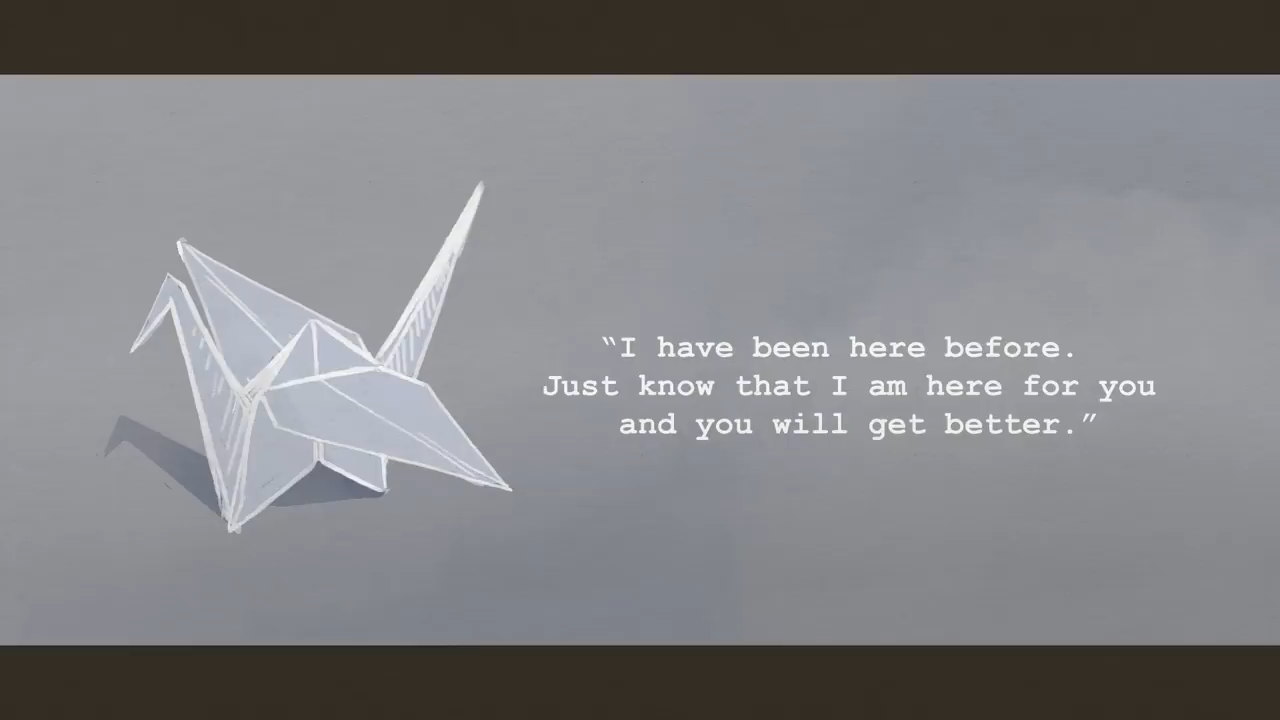 “I have been here before.
Just know that I am here for you
and you will get better.”